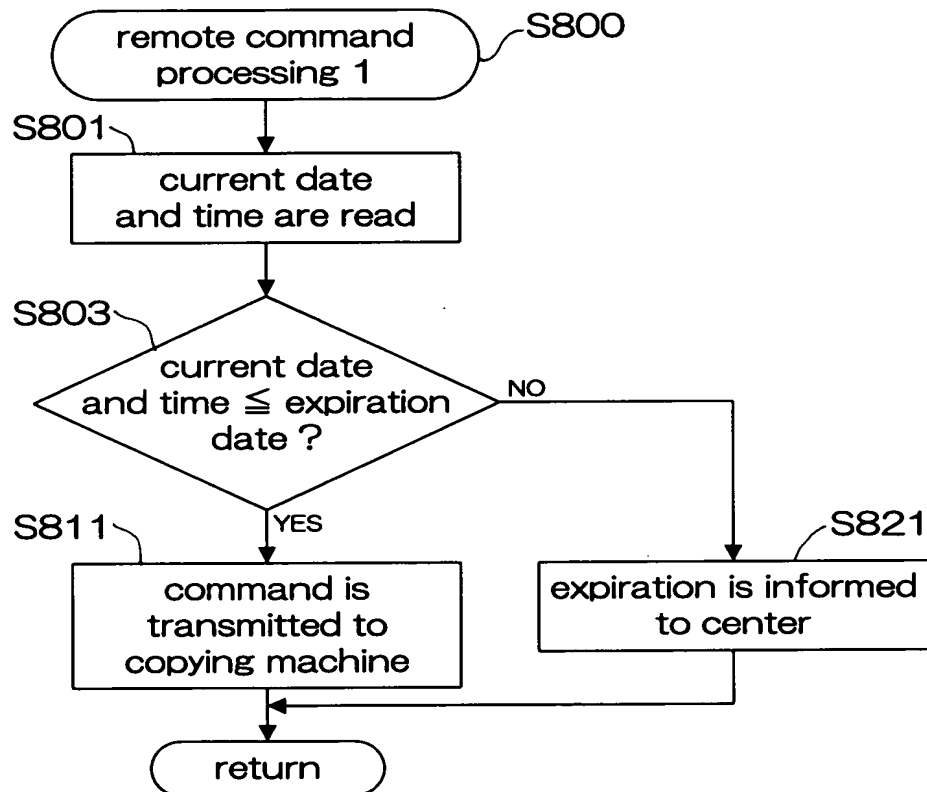 remote command
processing 1
S800
S801
current date
and time are read
S803
current date
and time ≦ expiration
date ?
NO
YES
S811
command is
transmitted to
copying machine
S821
expiration is informed
to center
return